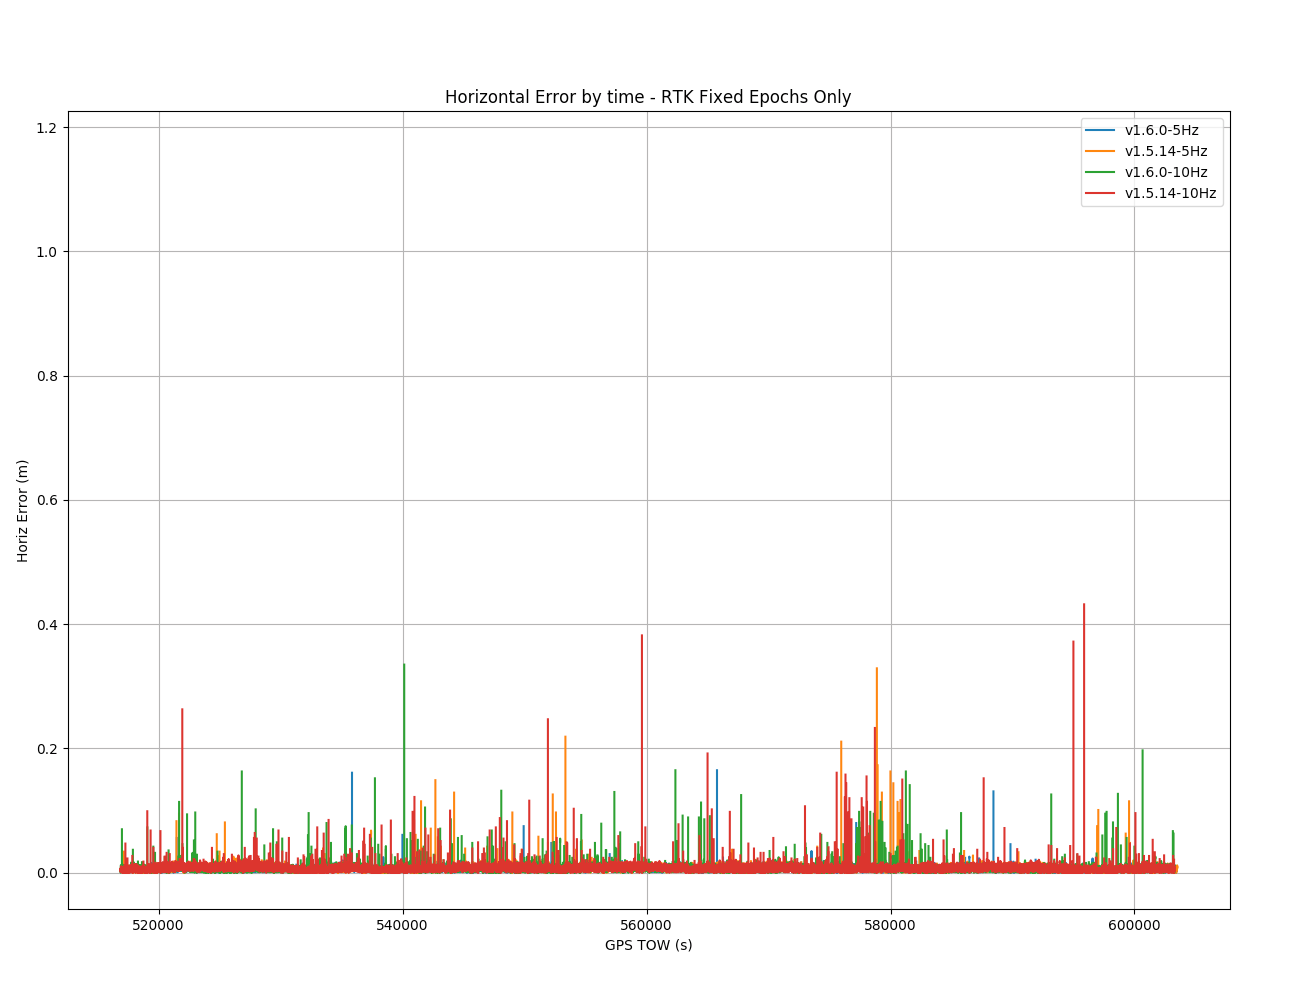 Horizontal Error by time - RTK Fixed Epochs Only
v1.6.0-5Hz
v1.5.14-5Hz
v1.6.0-10Hz
v1.5.14-10Hz
1.2
1.0
0.8
0.6
0.4
0.2
0.0
Horiz Error (m)
520000 540000 560000 580000 600000
GPS TOW (s)